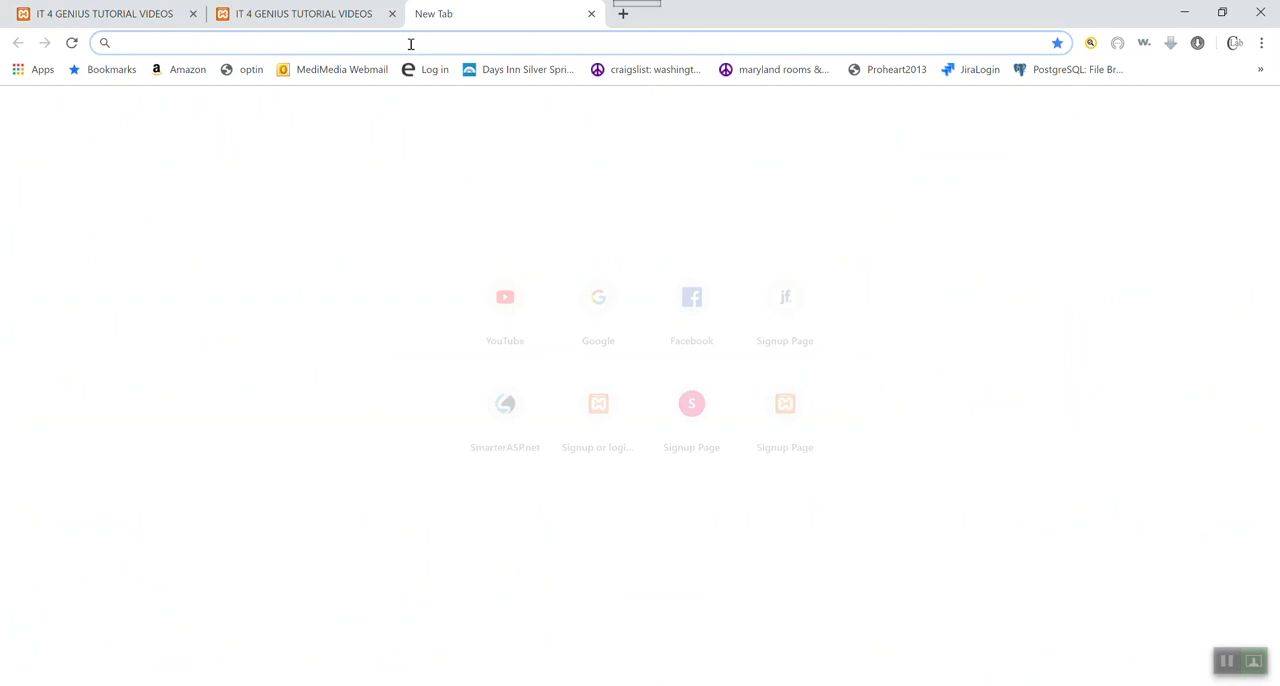 IT 4 GENIUS TUTORIAL VIDEOS IT 4 GENIUS TUTORIAL VIDEOS New Tab
Apps Bookmarks Amazon optin MediMedia Webmail Log in Days Inn Silver Spri... craigslist: washingt... maryland rooms &... Proheart2013 JiraLogin PostgreSQL: File Br...
YouTube Google Facebook Signup Page
SmarterASP.net Signup or logi... Signup Page Signup Page